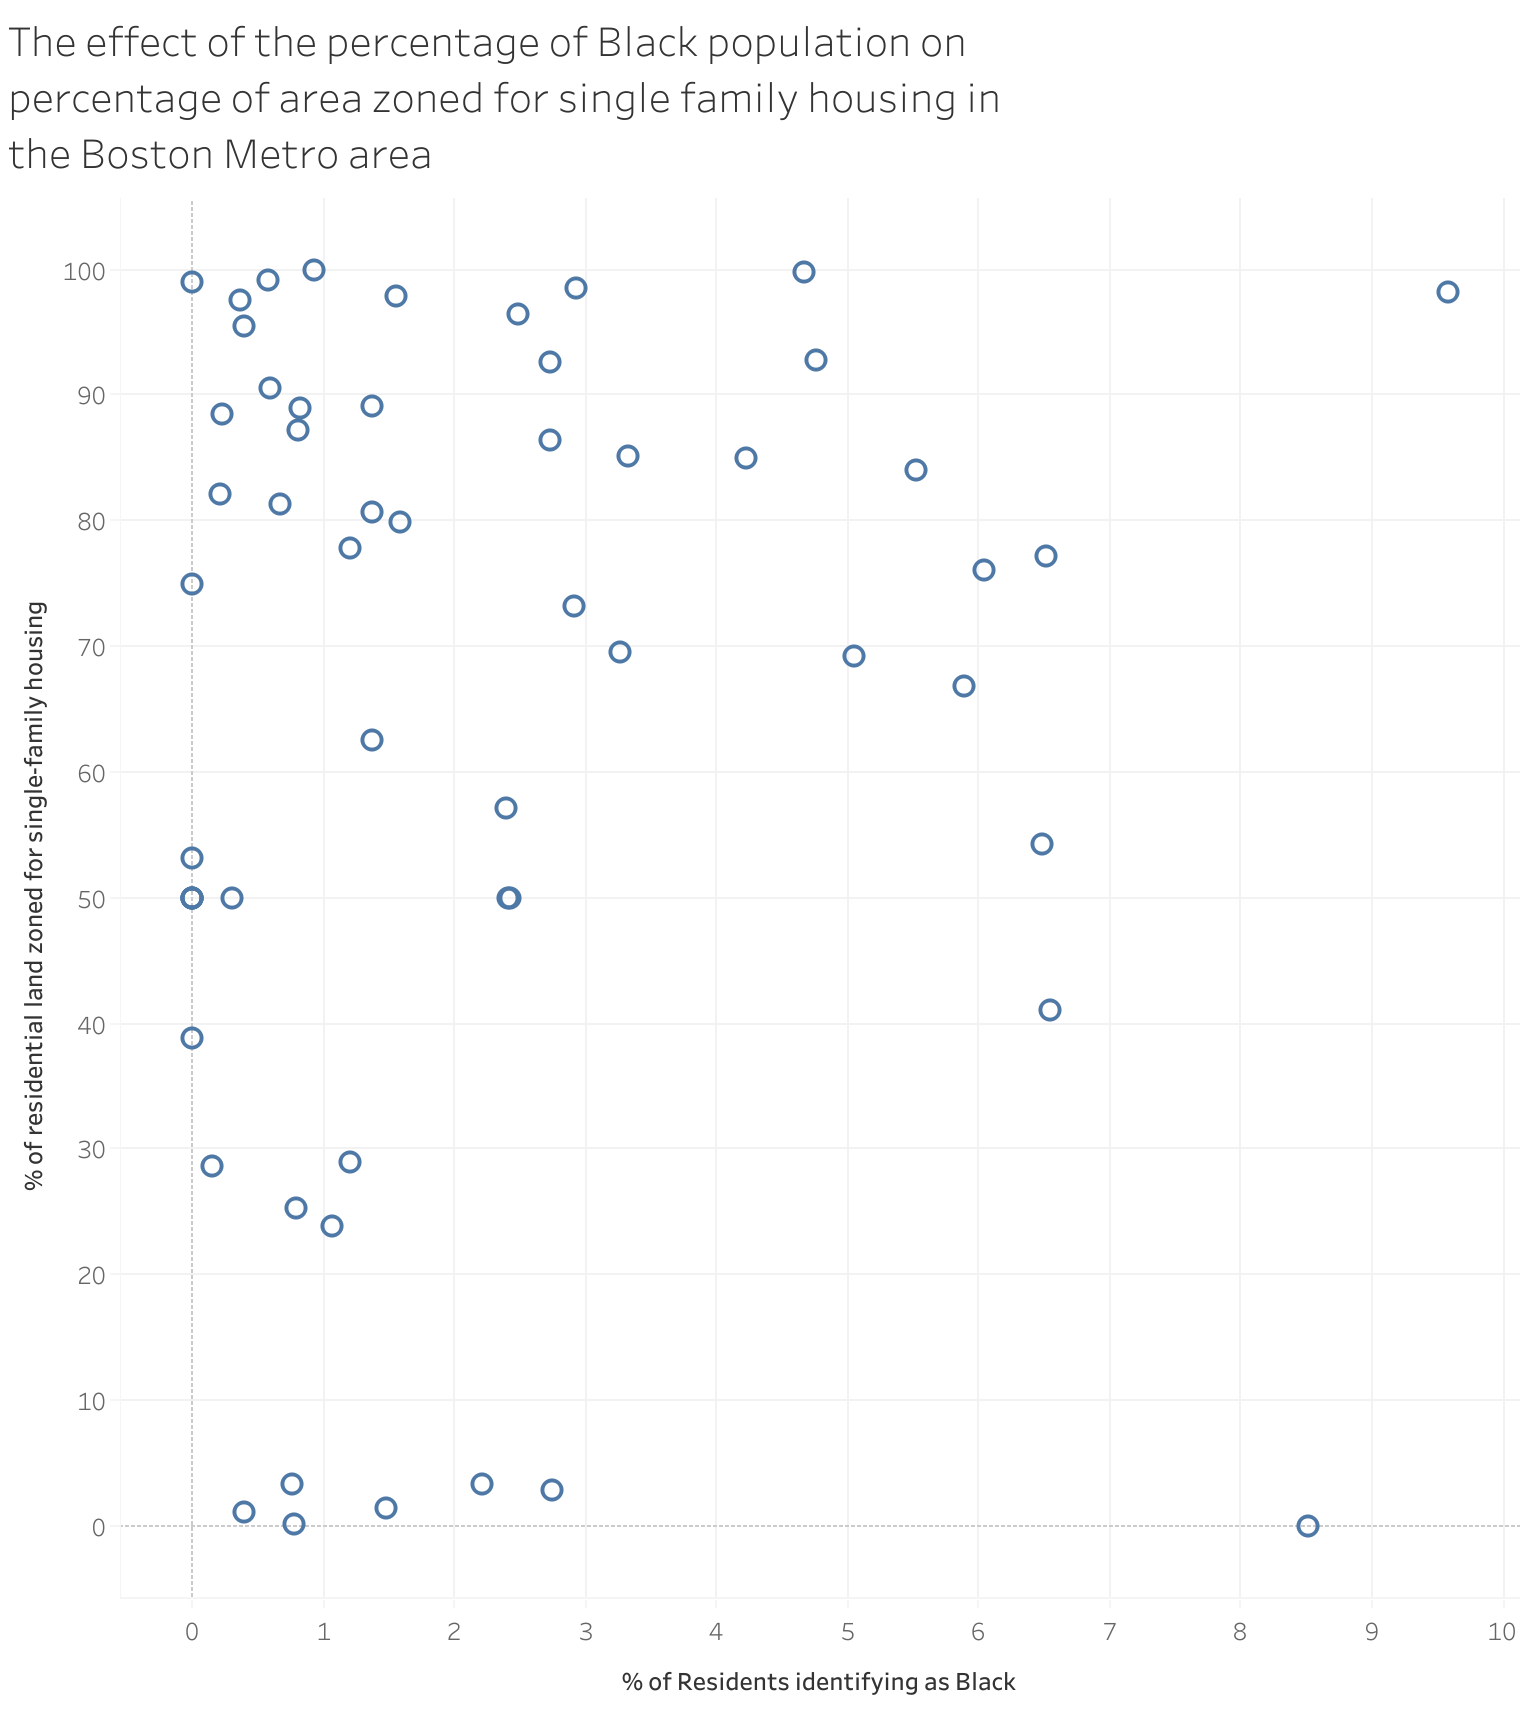 The effect of the percentage of Black population on
percentage of area zoned for single family housing in
the Boston Metro area
% of residential land zoned for single-family housing
100
90
80
70
60
50
40
30
20
10
0
0 1 2 3 4 5 6 7 8 9 10
% of Residents identifying as Black